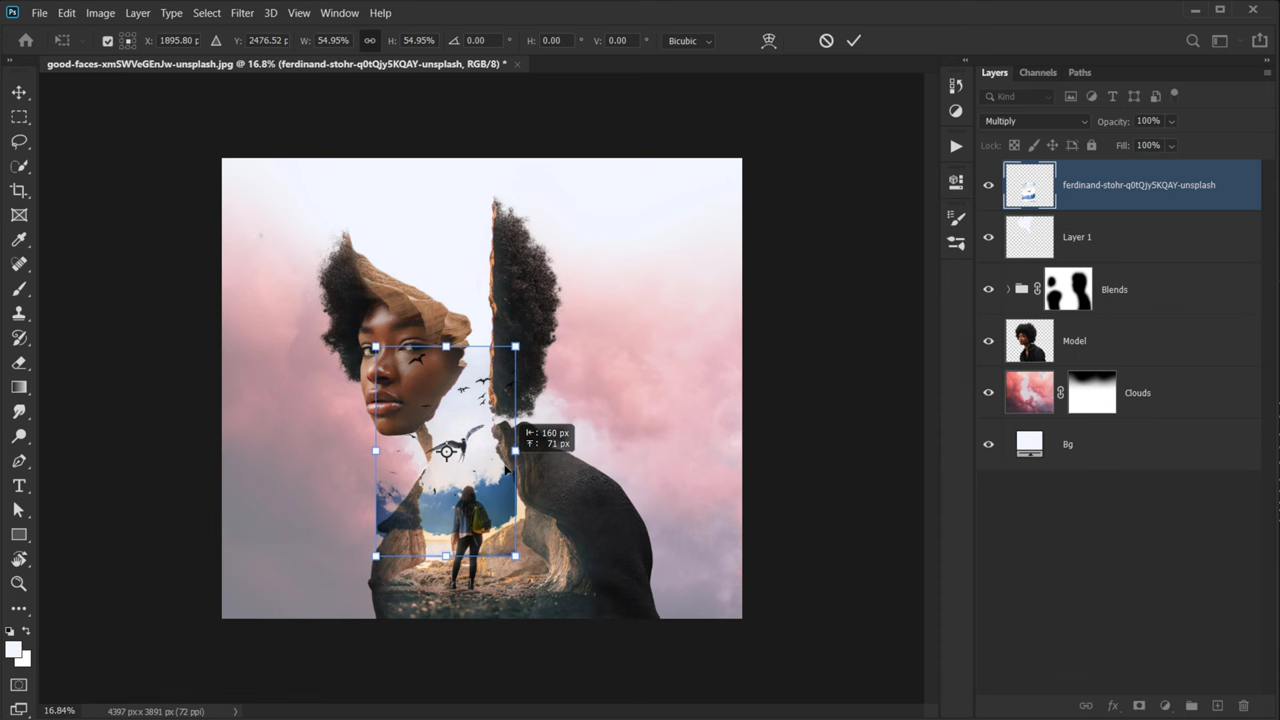 Ps File Edit Image Layer Type Select Filter 3D View Window Help
X: 1895.80 p Y: 2476.52 p W: 54.95% H: 54.95% 0.00 ° H: 0.00 ° V: 0.00 ° Bicubic
good-faces-xmSWVeGEnJw-unsplash.jpg @ 16.8% (ferdinand-stohr-q0tQjy5KQAY-unsplash, RGB/8) *
Layers Channels Paths
Kind
Multiply Opacity: 100%
Lock: Fill: 100%
ferdinand-stohr-q0tQjy5KQAY-unsplash
Layer 1
Blends
Model
Clouds
Bg
160 px
71 px
16.84% 4397 px x 3891 px (72 ppi)